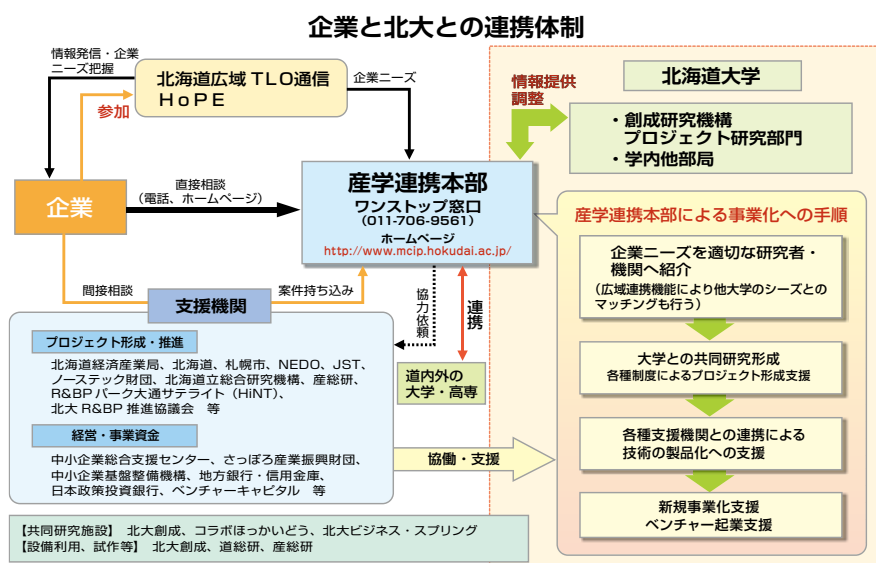 企業と北大との連携体制
情報発信・企業
ニーズ把握
北海道広域 TLO通信
HoPE
企業ニーズ
参加
情報提供
調整
北海道大学
・創成研究機構
プロジェクト研究部門
・学内他部局
企業
直接相談
(電話、ホームページ)
産学連携本部
ワンストップ窓口
(011-706-9561)
ホームページ
http://www.mcip.hokudai.ac.jp/
間接相談
支援機関
案件持ち込み
協力依頼
連携
道内外の
大学・高専
プロジェクト形成・推進
北海道経済産業局、北海道、札幌市、NEDO、JST、
ノーステック財団、北海道立総合研究機構、産総研、
R&BPパーク大通サテライト(HiNT)、
北大 R&BP 推進協議会 等
経営・事業資金
中小企業総合支援センター、さっぽろ産業振興財団、
中小企業基盤整備機構、地方銀行・信用金庫、
日本政策投資銀行、ベンチャーキャピタル 等
協働・支援
産学連携本部による事業化への手順
企業ニーズを適切な研究者・
機関へ紹介
(広域連携機能により他大学のシーズとの
マッチングも行う)
大学との共同研究形成
各種制度によるプロジェクト形成支援
各種支援機関との連携による
技術の製品化への支援
新規事業化支援
ベンチャー起業支援
【共同研究施設】 北大創成、コラボほっかいどう、北大ビジネス・スプリング
【設備利用、試作等】 北大創成、道総研、産総研